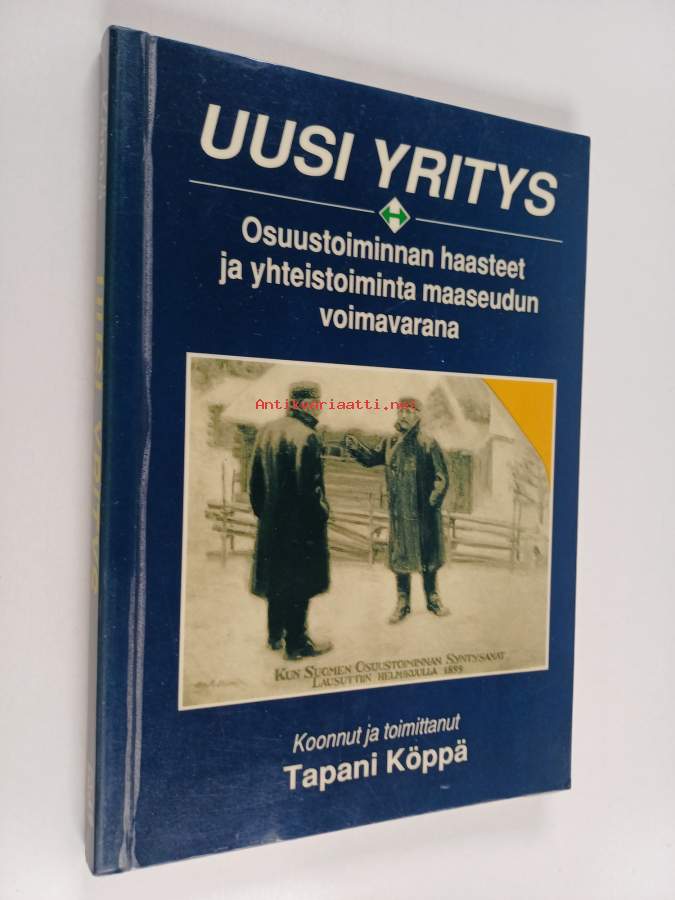 UUSI YRITYS
Osuustoiminnan haasteet
ja yhteistoiminta maaseudun
voimavarana
Antikvariaatti.net
KUN SUOMEN OSUUSTOIMINNAN SYNTYSANAT
LAUSUTTIIN HELMIKUULLA 1899
Koonnut ja toimittanut
Tapani Köppä
UUSI YRITYS